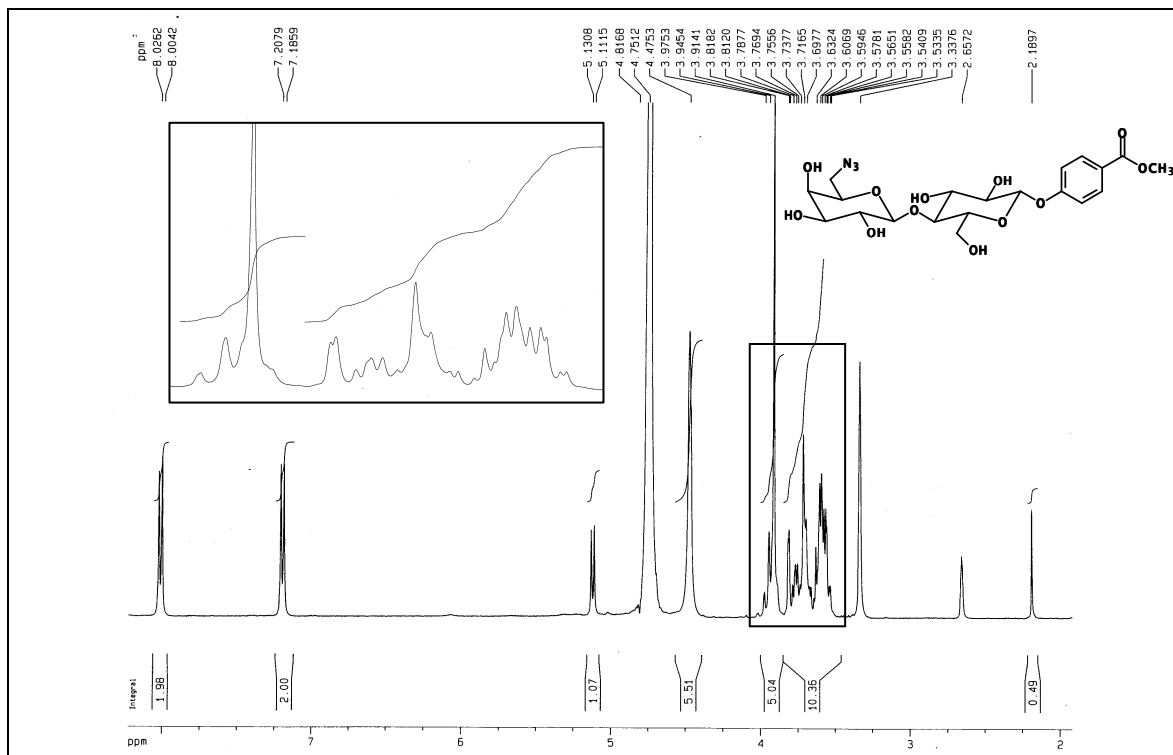 ppm
8.0262
8.0042
7.2079
7.1859
5.1308
5.1115
4.8168
4.7512
4.4753
3.9753
3.9454
3.9141
3.8182
3.8120
3.7877
3.7694
3.7556
3.7377
3.7165
3.6977
3.6324
3.6069
3.5946
3.5781
3.5651
3.5582
3.5409
3.5335
3.3376
2.6572
2.1897
O
OCH3
OH
N3
O
OH
HO
O
HO
O
OH
O
OH
Integral
1.98
2.00
1.07
5.51
5.04
10.36
0.49
ppm
7
6
5
4
3
2